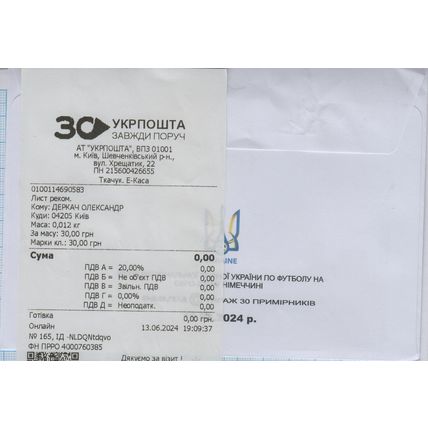 30 УКРПОШТА
ЗАВЖДИ ПОРУЧ
АТ "УКРПОШТА", ВПЗ 01001
м. Київ, Шевченківський р-н.,
вул. Хрещатик, 22
ПН 215600426655
Ткачук. Е-Каса
0100114690583
Лист реком.
Кому: ДЕРКАЧ ОЛЕКСАНДР
Куди: 04205 Київ
Маса: 0,012 кг
За масу: 30,00 грн
Марки кл.: 30,00 грн
Сума 0,00
ПДВ А = 20,00% 0,00
ПДВ Б = Не об'єкт ПДВ 0,00
ПДВ В = Звільн. ПДВ 0,00
ПДВ Г = 0,00% 0,00
ПДВ Д = Неоподатк. 0,00
Готівка 0,00 грн.
Онлайн 13.06.2024 19:09:37
№ 165, ІД -NLDQNtdqvo
ФН ПРРО 4000760385
Дякуємо за візит !
INE
ОЇ УКРАЇНИ ПО ФУТБОЛУ НА
НІМЕЧЧИНІ
АЖ 30 ПРИМІРНИКІВ
2024 р.